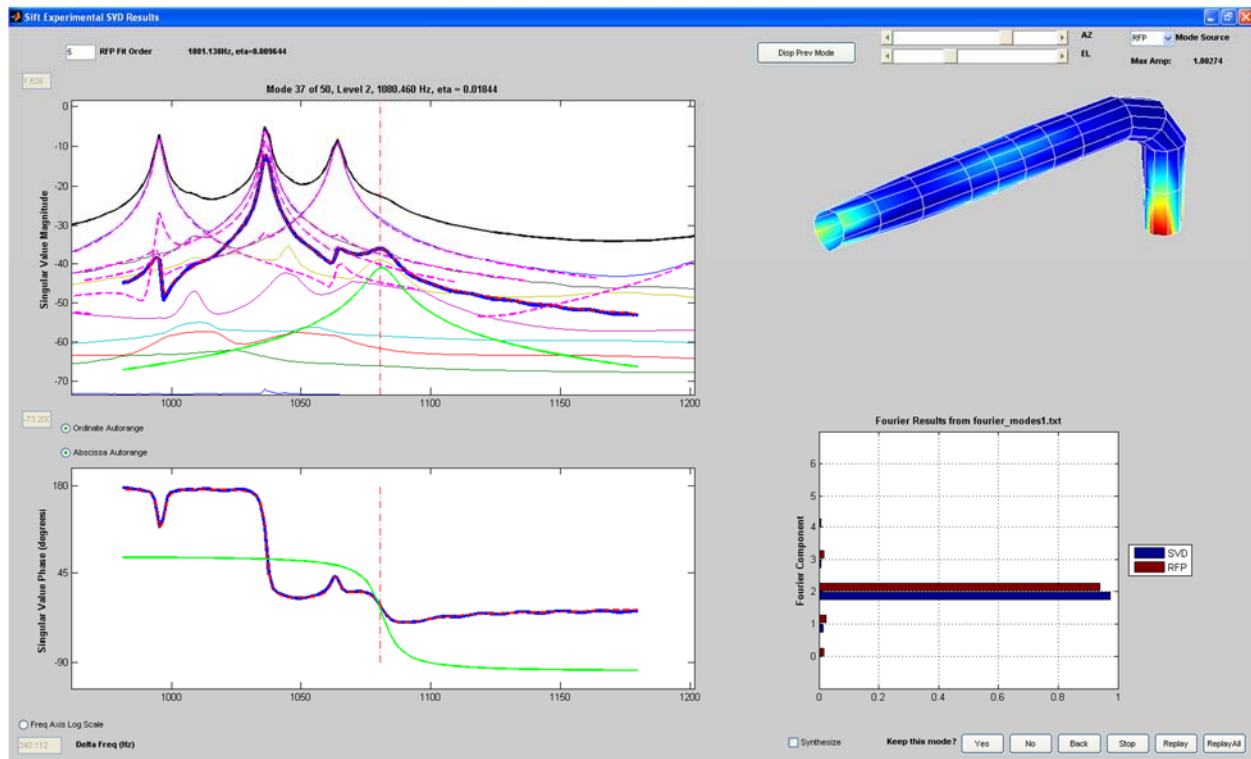 Sift Experimental SVD Results
5 RFP Fit Order 1081.138Hz, eta=0.009644
Disp Prev Mode
AZ
EL
RFP Mode Source
Max Amp: 1.00274
1.628
Mode 37 of 50, Level 2, 1080.460 Hz, eta = 0.01844
Singular Value Magnitude
0
-10
-20
-30
-40
-50
-60
-70
1000 1050 1100 1150 1200
-73.200
Ordinate Autorange
Abscissa Autorange
Singular Value Phase (degrees)
180
45
-90
1000 1050 1100 1150 1200
Freq Axis Log Scale
240.112 Delta Freq (Hz)
Fourier Results from fourier_modes1.txt
Fourier Component
6
5
4
3
2
1
0
0 0.2 0.4 0.6 0.8 1
SVD
RFP
Synthesize Keep this mode? Yes No Back Stop Replay ReplayAll